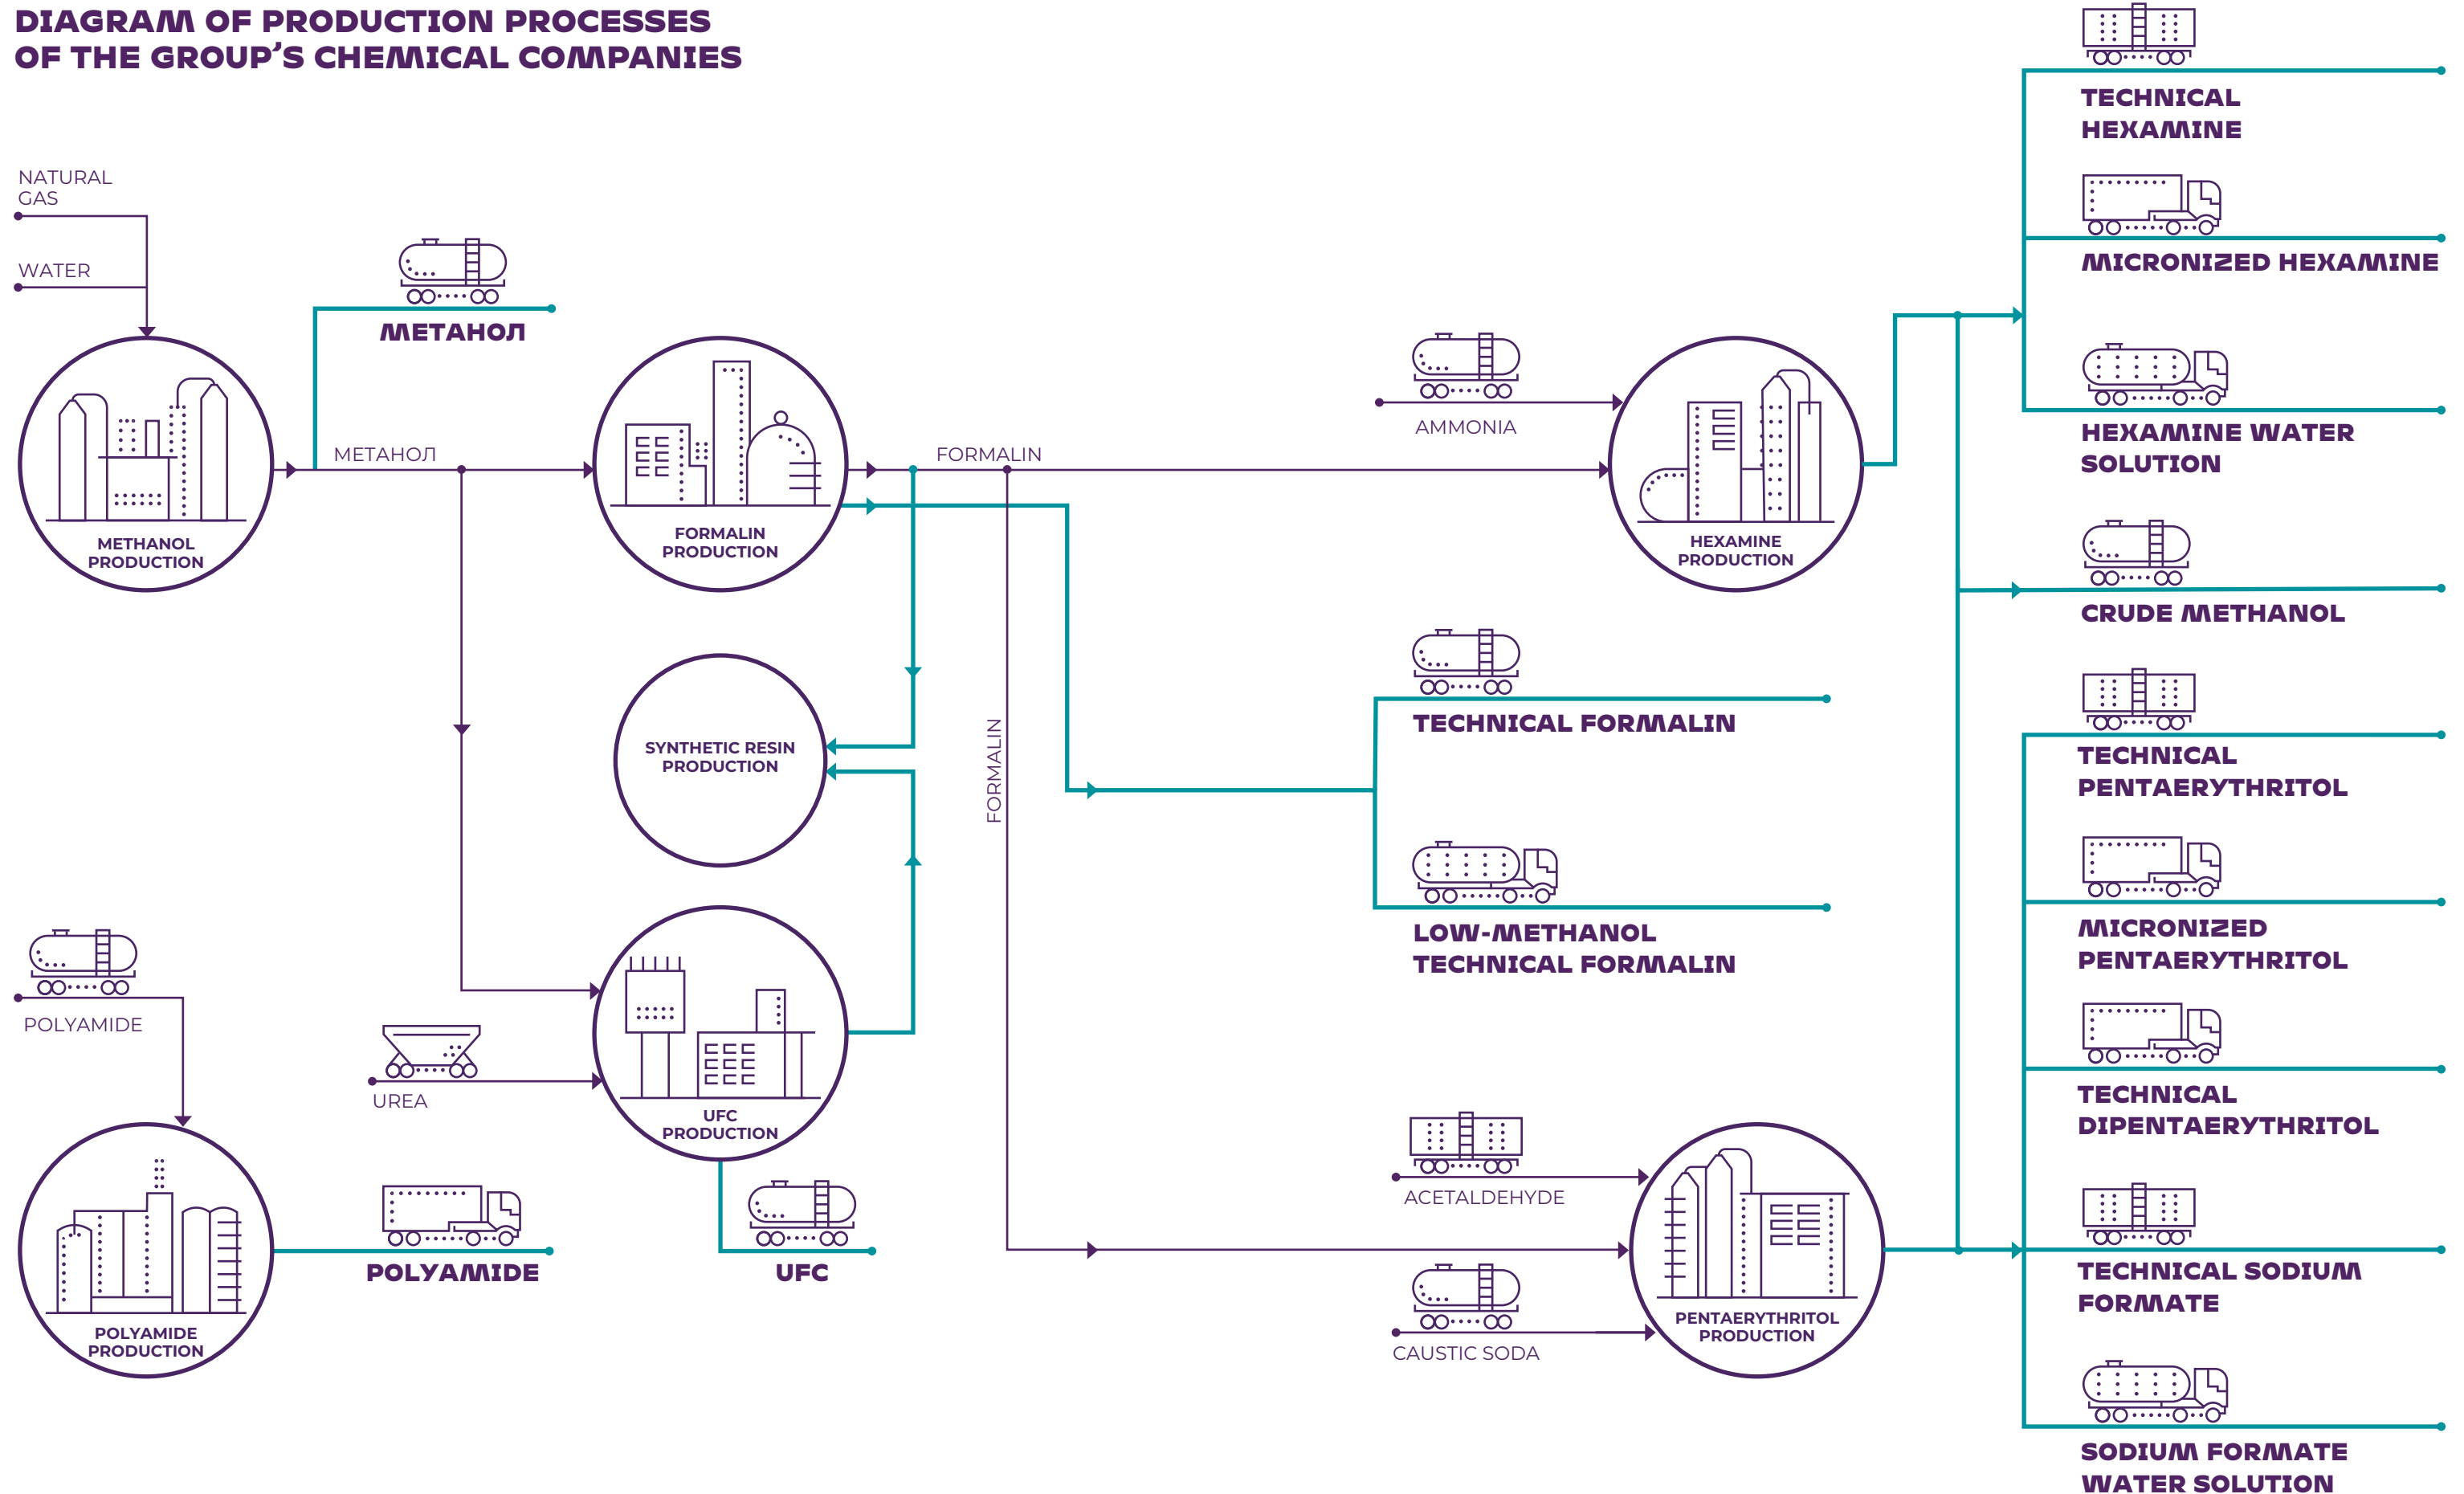 DIAGRAM OF PRODUCTION PROCESSES
OF THE GROUP'S CHEMICAL COMPANIES
NATURAL
GAS
WATER
МЕТАНОЛ
METHANOL
PRODUCTION
МЕТАНОЛ
FORMALIN
PRODUCTION
FORMALIN
AMMONIA
HEXAMINE
PRODUCTION
TECHNICAL
HEXAMINE
MICRONIZED HEXAMINE
HEXAMINE WATER
SOLUTION
CRUDE METHANOL
SYNTHETIC RESIN
PRODUCTION
FORMALIN
TECHNICAL FORMALIN
LOW-METHANOL
TECHNICAL FORMALIN
TECHNICAL
PENTAERYTHRITOL
MICRONIZED
PENTAERYTHRITOL
TECHNICAL
DIPENTAERYTHRITOL
POLYAMIDE
UREA
UFC
PRODUCTION
ACETALDEHYDE
CAUSTIC SODA
PENTAERYTHRITOL
PRODUCTION
POLYAMIDE
PRODUCTION
POLYAMIDE
UFC
TECHNICAL SODIUM
FORMATE
SODIUM FORMATE
WATER SOLUTION